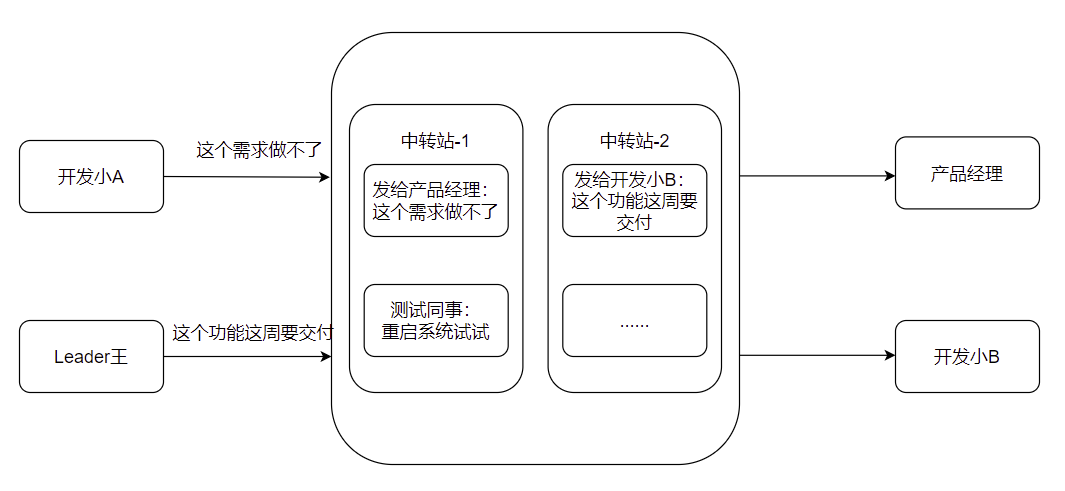 开发小A
这个需求做不了
Leader王
这个功能这周要交付
中转站-1
发给产品经理：
这个需求做不了
测试同事：
重启系统试试
中转站-2
发给开发小B：
这个功能这周要
交付
......
产品经理
开发小B